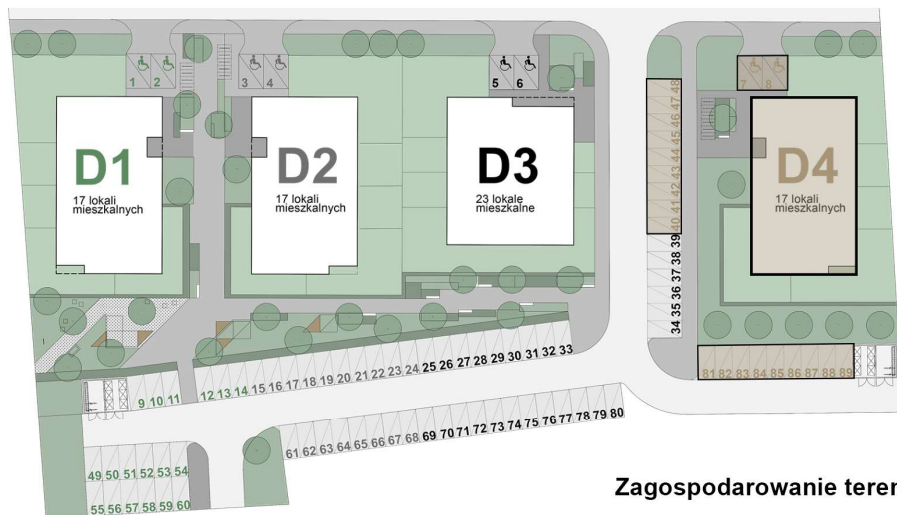 1 2
3 4
5 6
7 8
D1
17 lokali
mieszkalnych
D2
17 lokali
mieszkalnych
D3
23 lokale
mieszkalne
D4
17 lokali
mieszkalnych
34 35 36 37 38 39 40 41 42 43 44 45 46 47 48
9 10 11
12 13 14 15 16 17 18 19 20 21 22 23 24 25 26 27 28 29 30 31 32 33
81 82 83 84 85 86 87 88 89
61 62 63 64 65 66 67 68 69 70 71 72 73 74 75 76 77 78 79 80
49 50 51 52 53 54
55 56 57 58 59 60
Zagospodarowanie teren